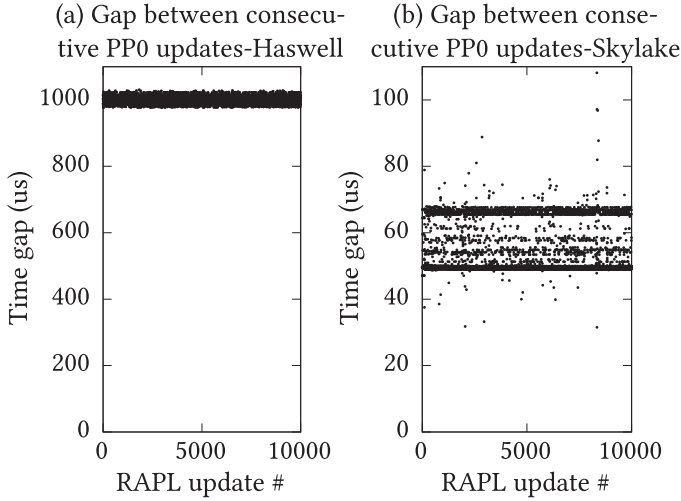 (a) Gap between consecu-
tive PP0 updates-Haswell
1000
800
600
400
200
0
Time gap (us)
0 5000 10000
RAPL update #
(b) Gap between conse-
cutive PP0 updates-Skylake
100
80
60
40
20
0
Time gap (us)
0 5000 10000
RAPL update #